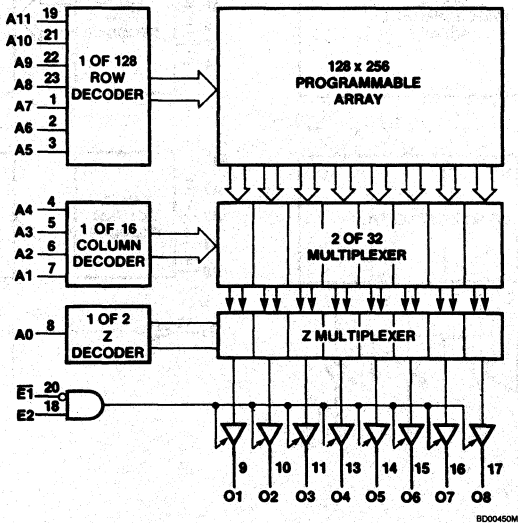 A11 19
A10 21
A9 22
A8 23
A7 1
A6 2
A5 3
1 OF 128
ROW
DECODER
128 x 256
PROGRAMMABLE
ARRAY
A4 4
A3 5
A2 6
A1 7
1 OF 16
COLUMN
DECODER
2 OF 32
MULTIPLEXER
A0 8
1 OF 2
Z
DECODER
Z MULTIPLEXER
E1 20
E2 18
9 10 11 13 14 15 16 17
O1 O2 O3 O4 O5 O6 O7 O8
BD00450M